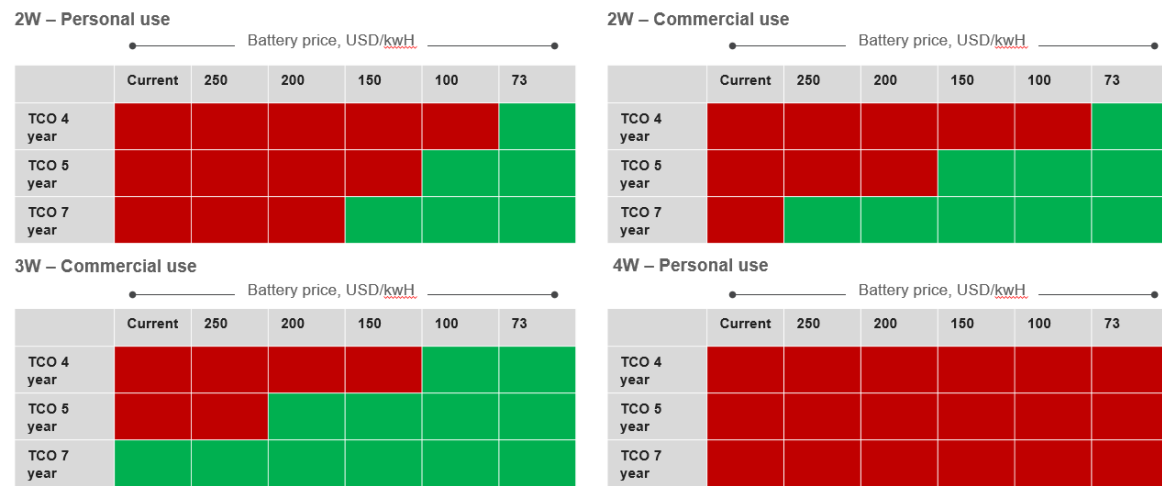 2W – Personal use
Battery price, USD/kwH
Current 250 200 150 100 73
TCO 4
year
TCO 5
year
TCO 7
year
2W – Commercial use
Battery price, USD/kwH
Current 250 200 150 100 73
TCO 4
year
TCO 5
year
TCO 7
year
3W – Commercial use
Battery price, USD/kwH
Current 250 200 150 100 73
TCO 4
year
TCO 5
year
TCO 7
year
4W – Personal use
Battery price, USD/kwH
Current 250 200 150 100 73
TCO 4
year
TCO 5
year
TCO 7
year